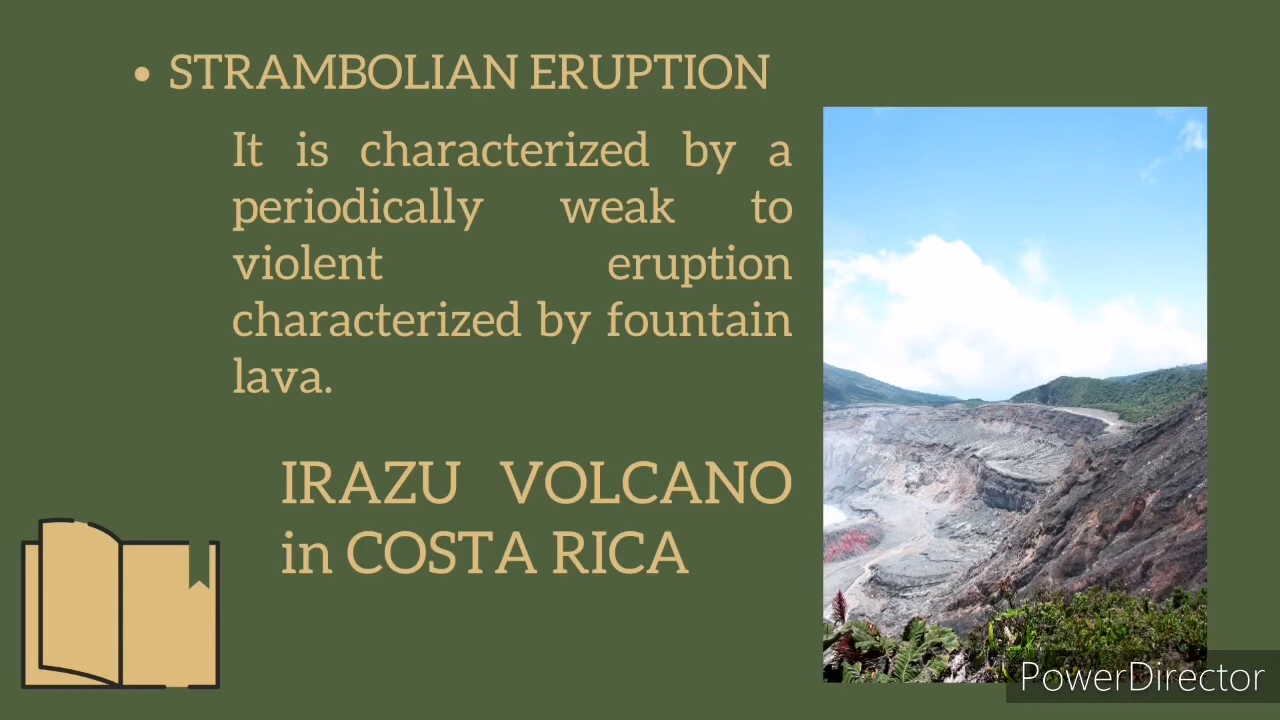 • STRAMBOLIAN ERUPTION
It is characterized by a
periodically weak to
violent eruption
characterized by fountain
lava.
IRAZU VOLCANO
in COSTA RICA
PowerDirector